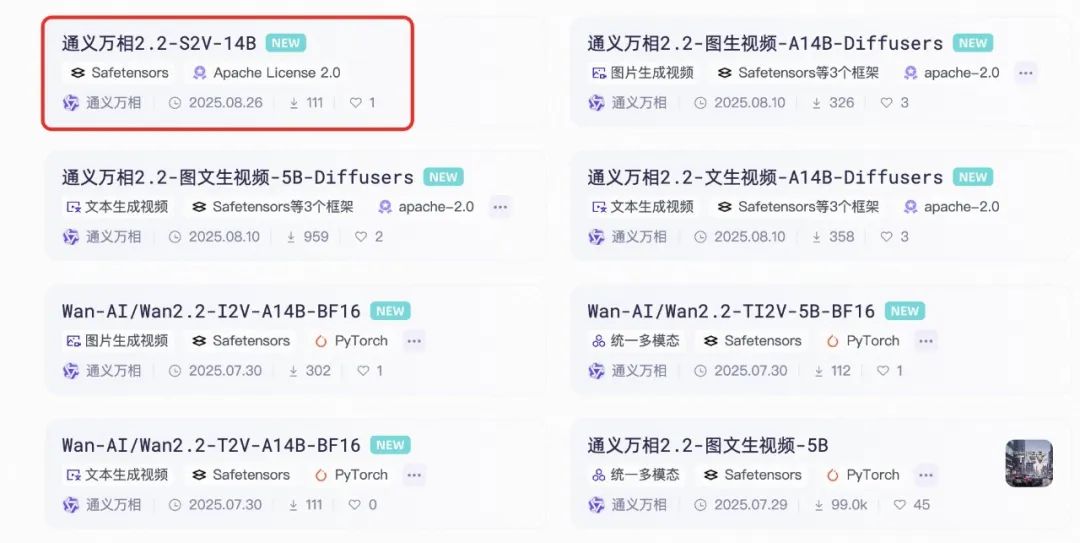 通义万相2.2-S2V-14B NEW
Safetensors Apache License 2.0
通义万相 2025.08.26 111 1
通义万相2.2-图生视频-A14B-Diffusers NEW
图片生成视频 Safetensors等3个框架 apache-2.0 ...
通义万相 2025.08.10 326 3
通义万相2.2-图文生视频-5B-Diffusers NEW
文本生成视频 Safetensors等3个框架 apache-2.0 ...
通义万相 2025.08.10 959 2
通义万相2.2-文生视频-A14B-Diffusers NEW
文本生成视频 Safetensors等3个框架 apache-2.0
通义万相 2025.08.10 358 3
Wan-AI/Wan2.2-I2V-A14B-BF16 NEW
图片生成视频 Safetensors PyTorch ...
通义万相 2025.07.30 302 1
Wan-AI/Wan2.2-TI2V-5B-BF16 NEW
统一多模态 Safetensors PyTorch ...
通义万相 2025.07.30 112 1
Wan-AI/Wan2.2-T2V-A14B-BF16 NEW
文本生成视频 Safetensors PyTorch ...
通义万相 2025.07.30 111 0
通义万相2.2-图文生视频-5B
统一多模态 Safetensors PyTorch ...
通义万相 2025.07.29 99.0k 45